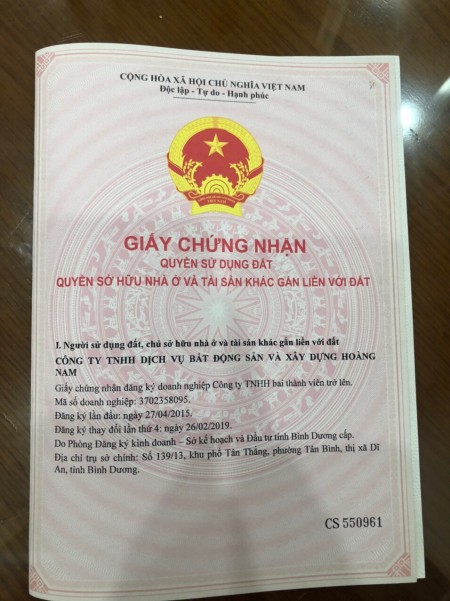 CỘNG HÒA XÃ HỘI CHỦ NGHĨA VIỆT NAM
Độc lập - Tự do - Hạnh phúc
VIỆT NAM
GIẤY CHỨNG NHẬN
QUYỀN SỬ DỤNG ĐẤT
QUYỀN SỞ HỮU NHÀ Ở VÀ TÀI SẢN KHÁC GẮN LIỀN VỚI ĐẤT
I. Người sử dụng đất, chủ sở hữu nhà ở và tài sản khác gắn liền với đất
CÔNG TY TNHH DỊCH VỤ BẤT ĐỘNG SẢN VÀ XÂY DỰNG HOÀNG
NAM
Giấy chứng nhận đăng ký doanh nghiệp Công ty TNHH hai thành viên trở lên.
Mã số doanh nghiệp: 3702358095.
Đăng ký lần đầu: ngày 27/04/2015.
Đăng ký thay đổi lần thứ 4: ngày 26/02/2019.
Do Phòng Đăng ký kinh doanh – Sở kế hoạch và Đầu tư tỉnh Bình Dương cấp.
Địa chỉ trụ sở chính: Số 139/13, khu phố Tân Thắng, phường Tân Bình, thị xã Dĩ
An, tỉnh Bình Dương.
CS 550961